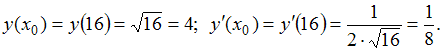 y(x₀) = y(16) = √16 = 4; y′(x₀) = y′(16) = 1/(2·√16) = 1/8.